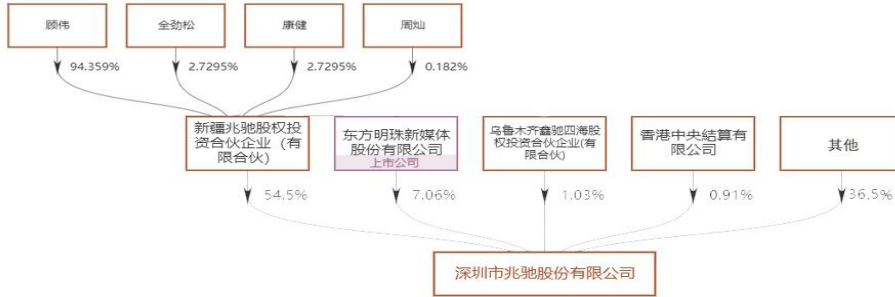 顾伟
全劲松
康健
周灿
94.359%
2.7295%
2.7295%
0.182%
新疆兆驰股权投
资合伙企业（有
限合伙)
东方明珠新媒体
股份有限公司
上市公司
乌鲁木齐鑫驰四海股
权投资合伙企业(有
限合伙)
香港中央結算有
限公司
其他
54.5%
7.06%
1.03%
0.91%
36.5%
深圳市兆驰股份有限公司